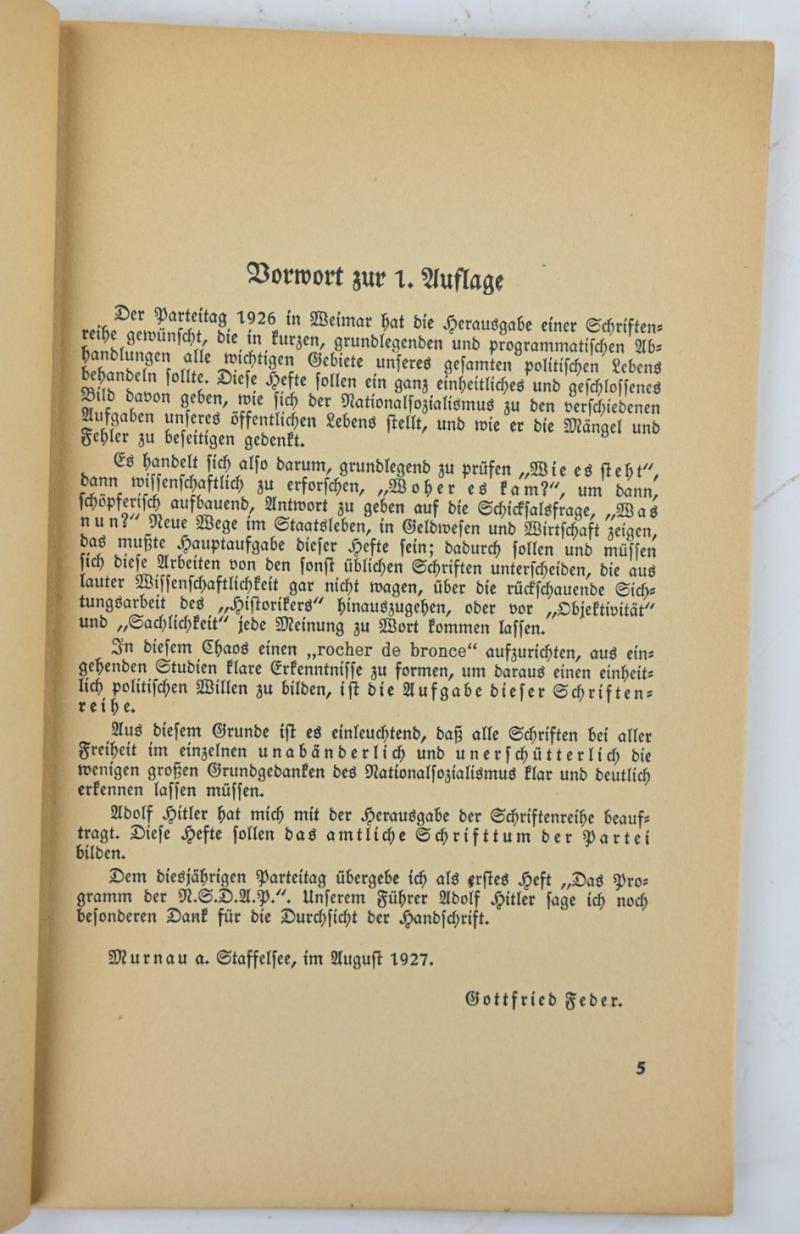 Vorwort zur 1. Auflage
Der Parteitag 1926 in Weimar hat die Herausgabe einer Schriften-
reihe gewünscht, die in kurzen, grundlegenden und programmatischen Ab-
handlungen alle wichtigen Gebiete unseres gesamten politischen Lebens
behandeln sollte. Diese Hefte sollen ein ganz einheitliches und geschlossenes
Bild davon geben, wie sich der Nationalsozialismus zu den verschiedenen
Aufgaben unseres öffentlichen Lebens stellt, und wie er die Mängel und
Fehler zu beseitigen gedenkt.
Es handelt sich also darum, grundlegend zu prüfen „Wie es steht“,
dann wissenschaftlich zu erforschen, „Woher es kam?“, um dann,
schöpferisch aufbauend, Antwort zu geben auf die Schicksalsfrage, „Was
nun?“ Neue Wege im Staatsleben, in Geldwesen und Wirtschaft zeigen,
das mußte Hauptaufgabe dieser Hefte sein; dadurch sollen und müssen
sich diese Arbeiten von den sonst üblichen Schriften unterscheiden, die aus
lauter Wissenschaftlichkeit gar nicht wagen, über die rückschauende Sich-
tungsarbeit des „Historikers“ hinauszugehen, oder vor „Objektivität“
und „Sachlichkeit“ jede Meinung zu Wort kommen lassen.
In diesem Chaos einen „rocher de bronce“ aufzurichten, aus ein-
gehenden Studien klare Erkenntnisse zu formen, um daraus einen einheit-
lich politischen Willen zu bilden, ist die Aufgabe dieser Schriften-
reihe.
Aus diesem Grunde ist es einleuchtend, daß alle Schriften bei aller
Freiheit im einzelnen unabänderlich und unerschütterlich die
wenigen großen Grundgedanken des Nationalsozialismus klar und deutlich
erkennen lassen müssen.
Adolf Hitler hat mich mit der Herausgabe der Schriftenreihe beauf-
tragt. Diese Hefte sollen das amtliche Schrifttum der Partei
bilden.
Dem diesjährigen Parteitag übergebe ich als erstes Heft „Das Pro-
gramm der N.S.D.A.P.“. Unserem Führer Adolf Hitler sage ich noch
besonderen Dank für die Durchsicht der Handschrift.
Murnau a. Staffelsee, im August 1927.
Gottfried Feder.
5